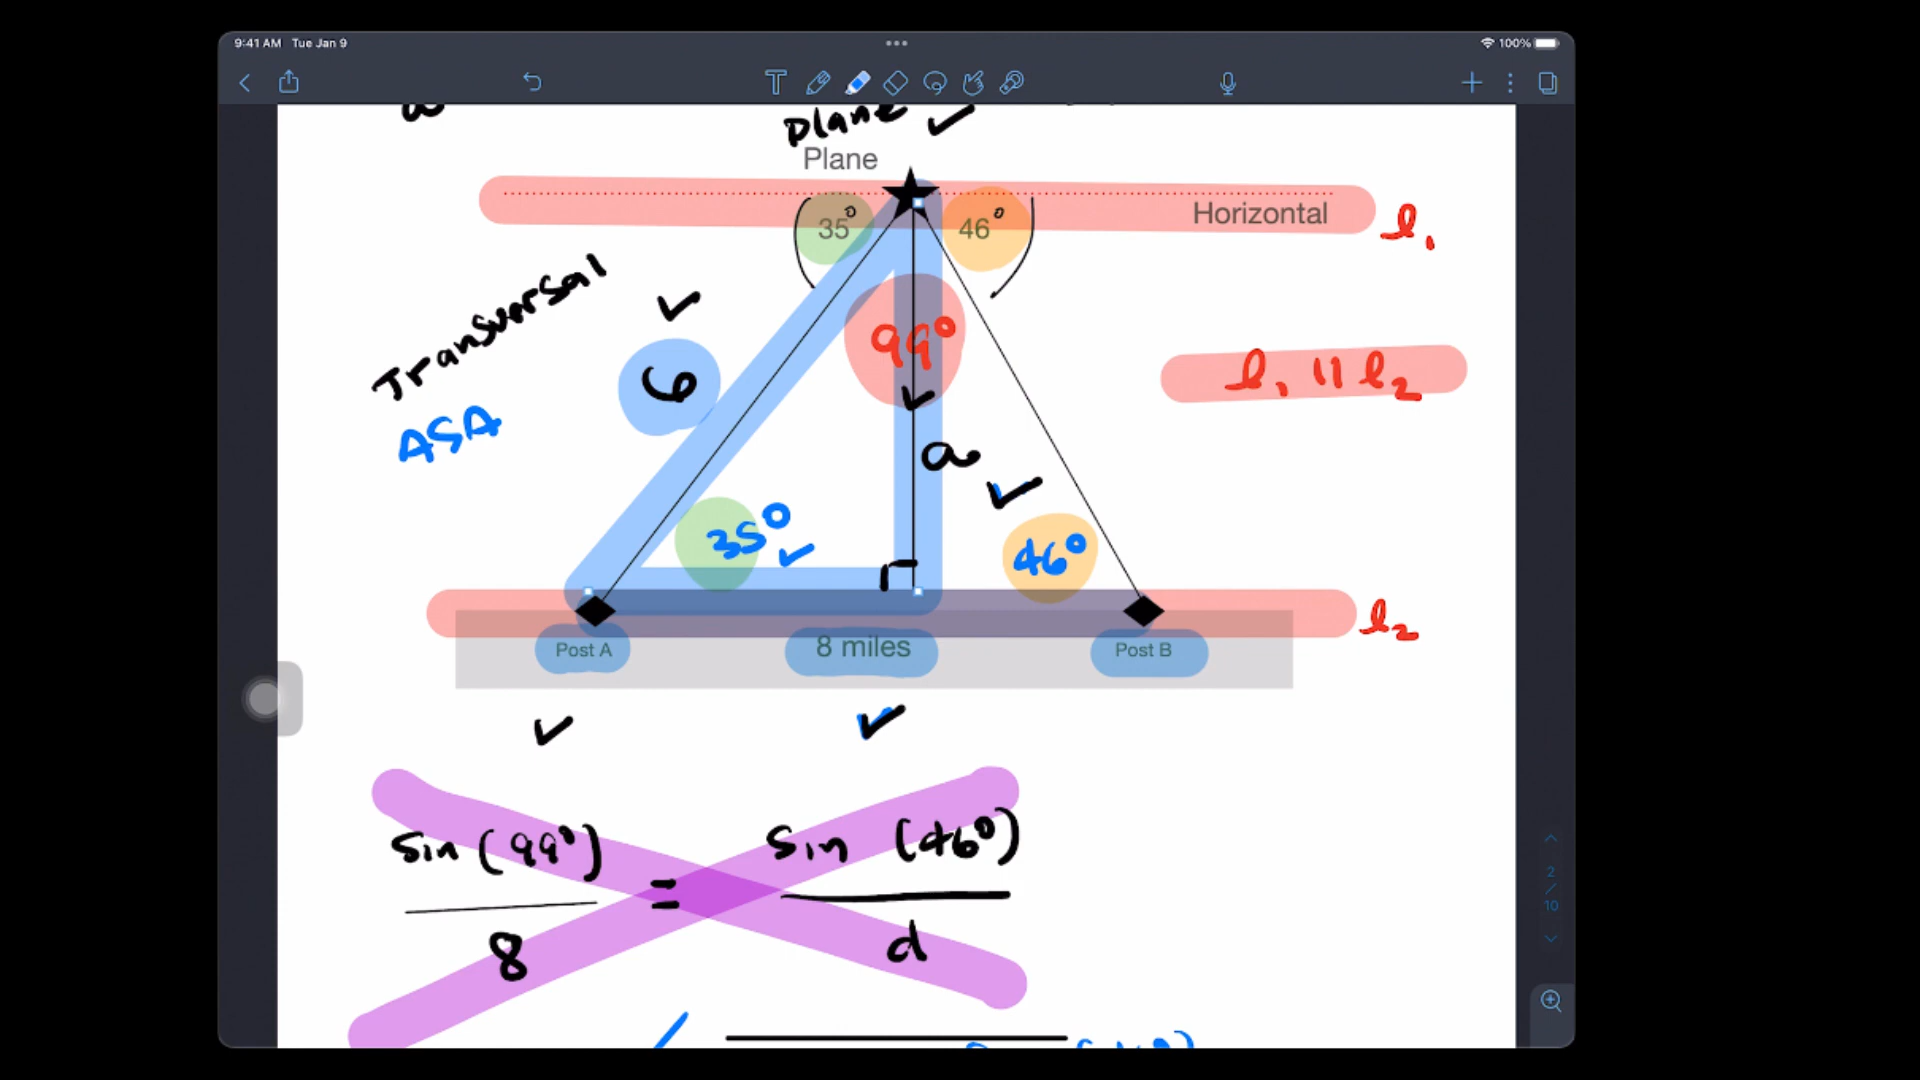 9:41 AM Tue Jan 9
100%
plane
Plane
35° 46°
Horizontal
l₁
Transversal
6
99°
l₁ || l₂
ASA
a
35°
46°
l₂
Post A 8 miles Post B
sin (99°) = sin (46°)
8 d
2
/
10